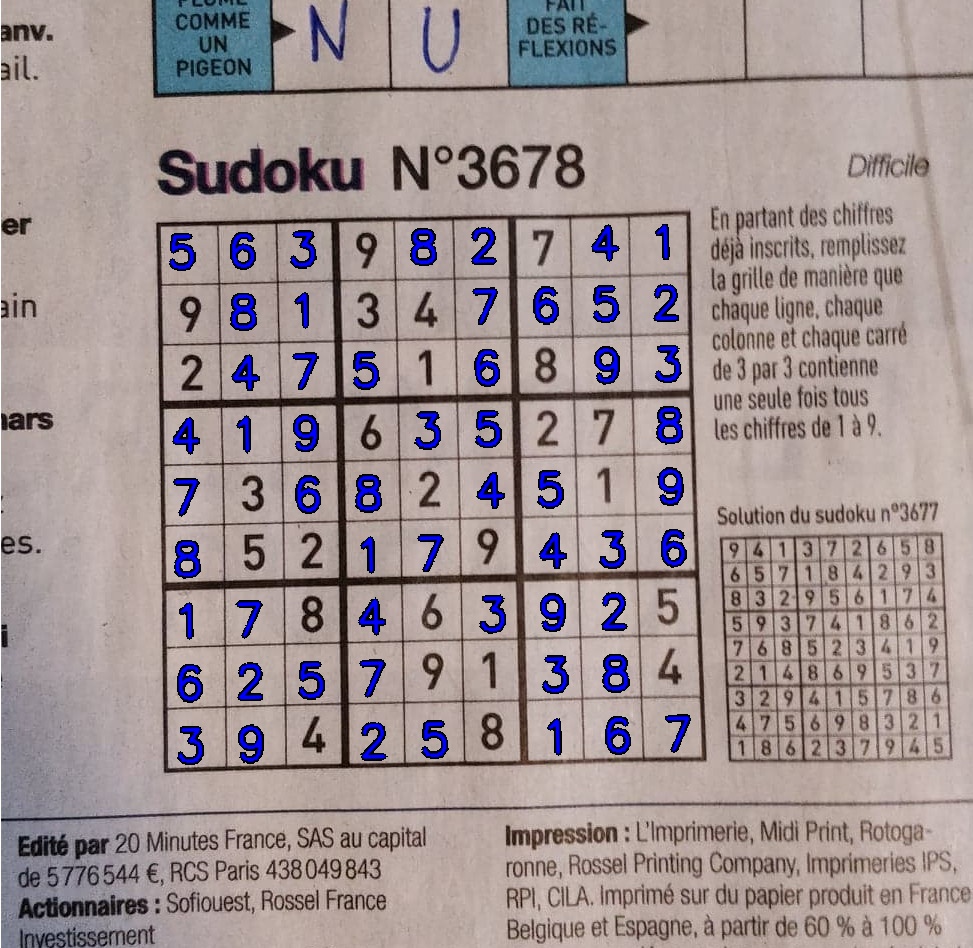 PLUME
COMME
UN
PIGEON
N U
FAIT
DES RÉ-
FLEXIONS
anv.
ail.
er
ain
nars
es.
i
Sudoku N°3678
Difficile
5 6 3 9 8 2 7 4 1
9 8 1 3 4 7 6 5 2
2 4 7 5 1 6 8 9 3
4 1 9 6 3 5 2 7 8
7 3 6 8 2 4 5 1 9
8 5 2 1 7 9 4 3 6
1 7 8 4 6 3 9 2 5
6 2 5 7 9 1 3 8 4
3 9 4 2 5 8 1 6 7
En partant des chiffres
déjà inscrits, remplissez
la grille de manière que
chaque ligne, chaque
colonne et chaque carré
de 3 par 3 contienne
une seule fois tous
les chiffres de 1 à 9.
Solution du sudoku n°3677
9 4 1 3 7 2 6 5 8
6 5 7 1 8 4 2 9 3
8 3 2 9 5 6 1 7 4
5 9 3 7 4 1 8 6 2
7 6 8 5 2 3 4 1 9
2 1 4 8 6 9 5 3 7
3 2 9 4 1 5 7 8 6
4 7 5 6 9 8 3 2 1
1 8 6 2 3 7 9 4 5
Edité par 20 Minutes France, SAS au capital
de 5 776 544 €, RCS Paris 438 049 843
Actionnaires : Sofiouest, Rossel France
Investissement
Impression : L'Imprimerie, Midi Print, Rotoga-
ronne, Rossel Printing Company, Imprimeries IPS,
RPI, CILA. Imprimé sur du papier produit en France
Belgique et Espagne, à partir de 60 % à 100 %